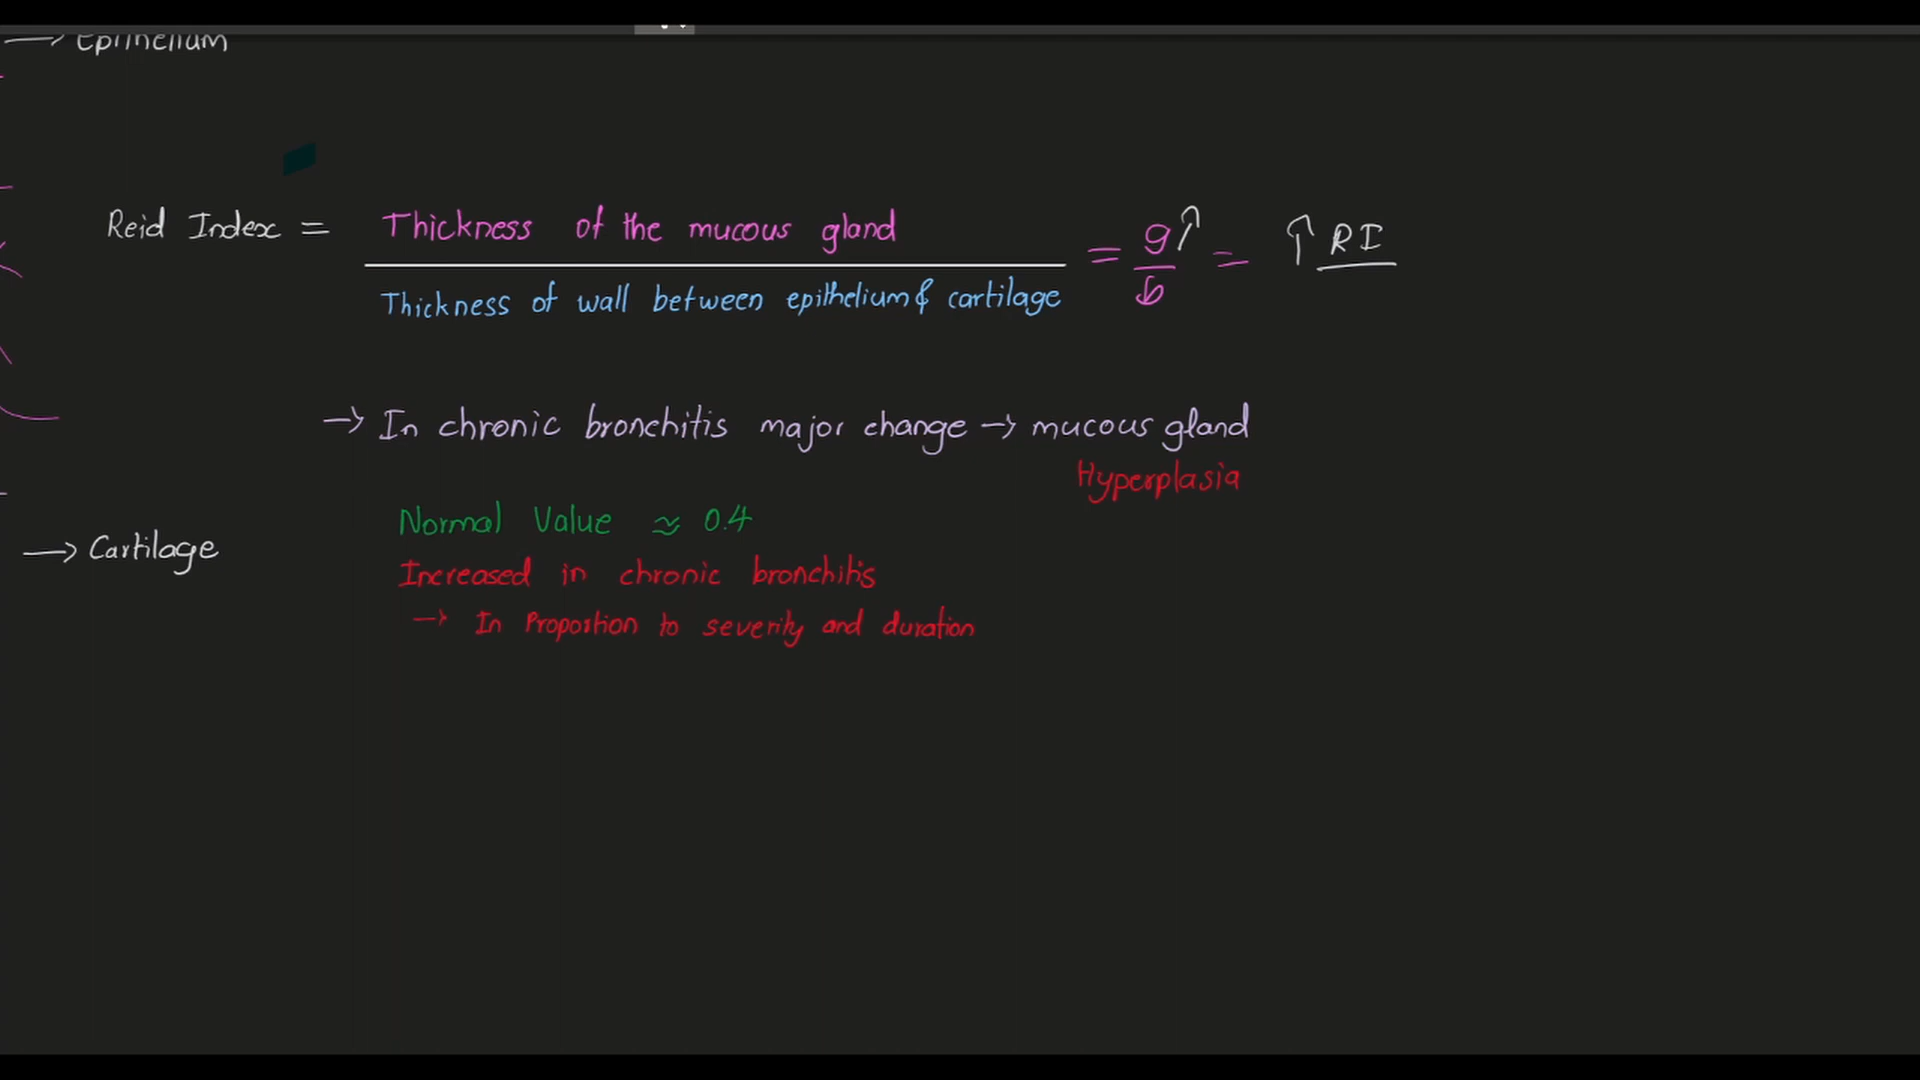 → Epithelium
Reid Index = Thickness of the mucous gland = g↑ = ↑ RI
Thickness of wall between epithelium & cartilage b
→ In chronic bronchitis major change → mucous gland
Hyperplasia
Normal Value ≈ 0.4
→ Cartilage
Increased in chronic bronchitis
→ In Proportion to severity and duration